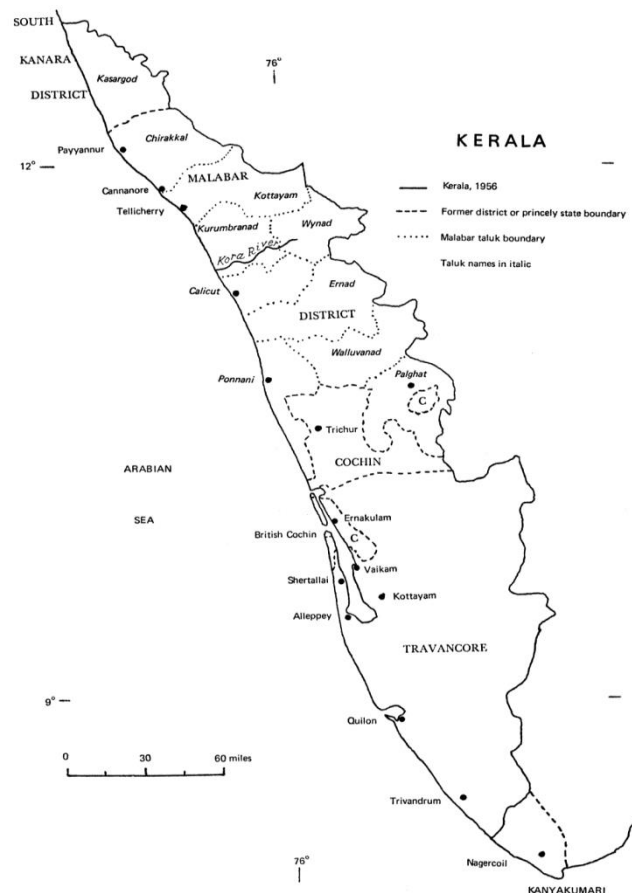 SOUTH
KANARA
DISTRICT
Kasargod
76°
KERALA
Payyannur
Chirakkal
12°
MALABAR
Cannanore
Kottayam
Tellicherry
Kurumbranad
Wynad
Kora River
Kerala, 1956
Former district or princely state boundary
Malabar taluk boundary
Taluk names in italic
Calicut
Ernad
DISTRICT
Walluvanad
Ponnani
Palghat
C
Trichur
COCHIN
ARABIAN
SEA
Ernakulam
British Cochin
C
Vaikam
Shertallai
Kottayam
Alleppey
TRAVANCORE
9°
Quilon
0 30 60 miles
Trivandrum
Nagercoil
76°
KANYAKUMARI